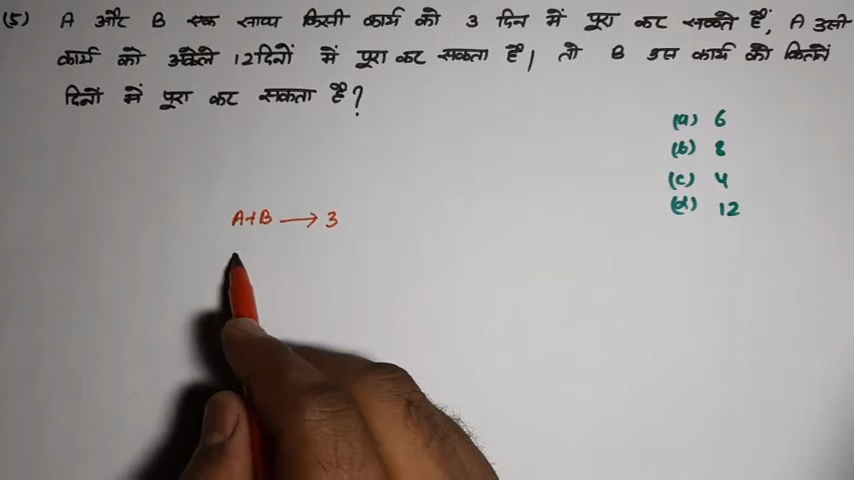 (5) A और B एक साथ किसी कार्य को 3 दिन में पूरा कर सकते हैं, A उसी
कार्य को अकेले 12 दिनों में पूरा कर सकता है। तो B उस कार्य को कितने
दिनों में पूरा कर सकता है?
(a) 6
(b) 8
(c) 4
(d) 12
A+B → 3